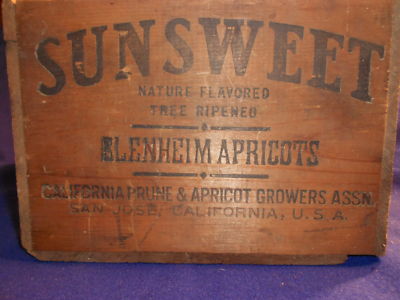 SUNSWEET
NATURE FLAVORED
TREE RIPENED
BLENHEIM APRICOTS
CALIFORNIA PRUNE & APRICOT GROWERS ASSN.
SAN JOSE, CALIFORNIA, U.S.A.